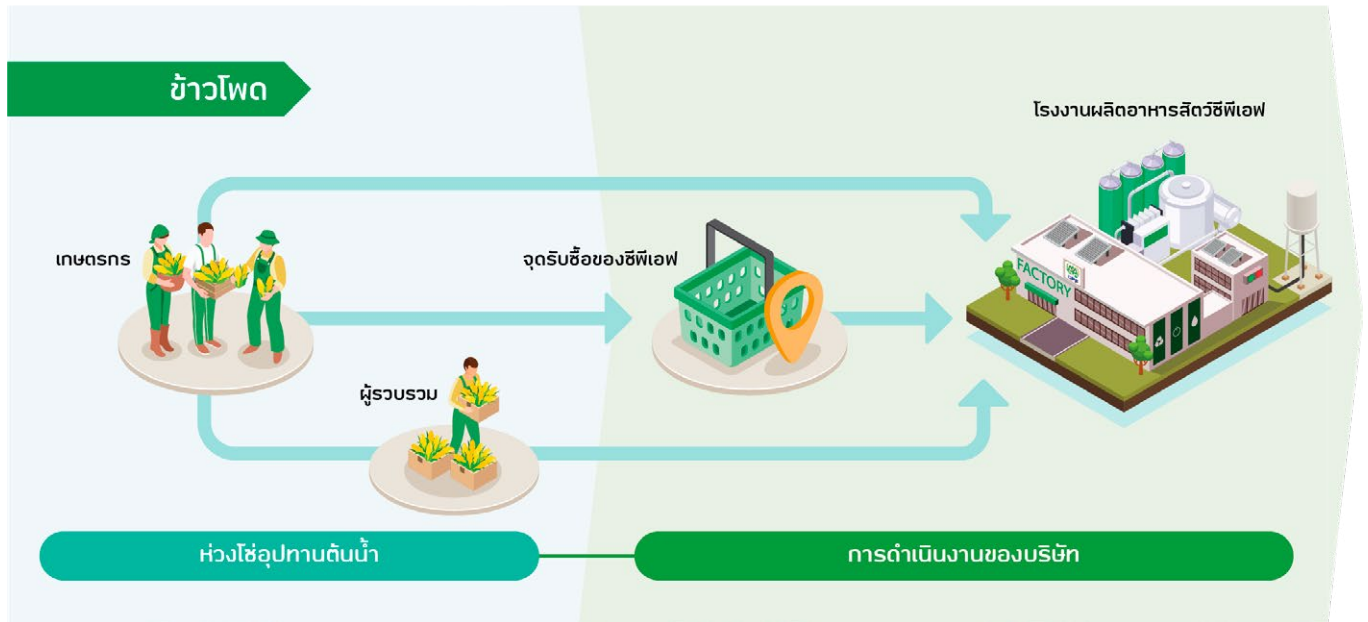 ข้าวโพด
โรงงานผลิตอาหารสัตว์ซีพีเอฟ
เกษตรกร
จุดรับซื้อของซีพีเอฟ
FACTORY
ผู้รวบรวม
ห่วงโซ่อุปทานต้นน้ำ
การดำเนินงานของบริษัท